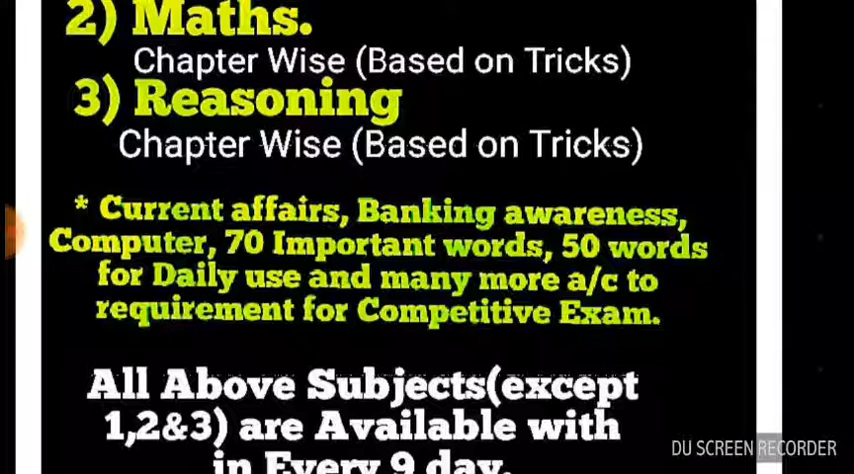 2) Maths.
Chapter Wise (Based on Tricks)
3) Reasoning
Chapter Wise (Based on Tricks)
* Current affairs, Banking awareness,
Computer, 70 Important words, 50 words
for Daily use and many more a/c to
requirement for Competitive Exam.
All Above Subjects(except
1,2&3) are Available with
in Every 9 day.
DU SCREEN RECORDER